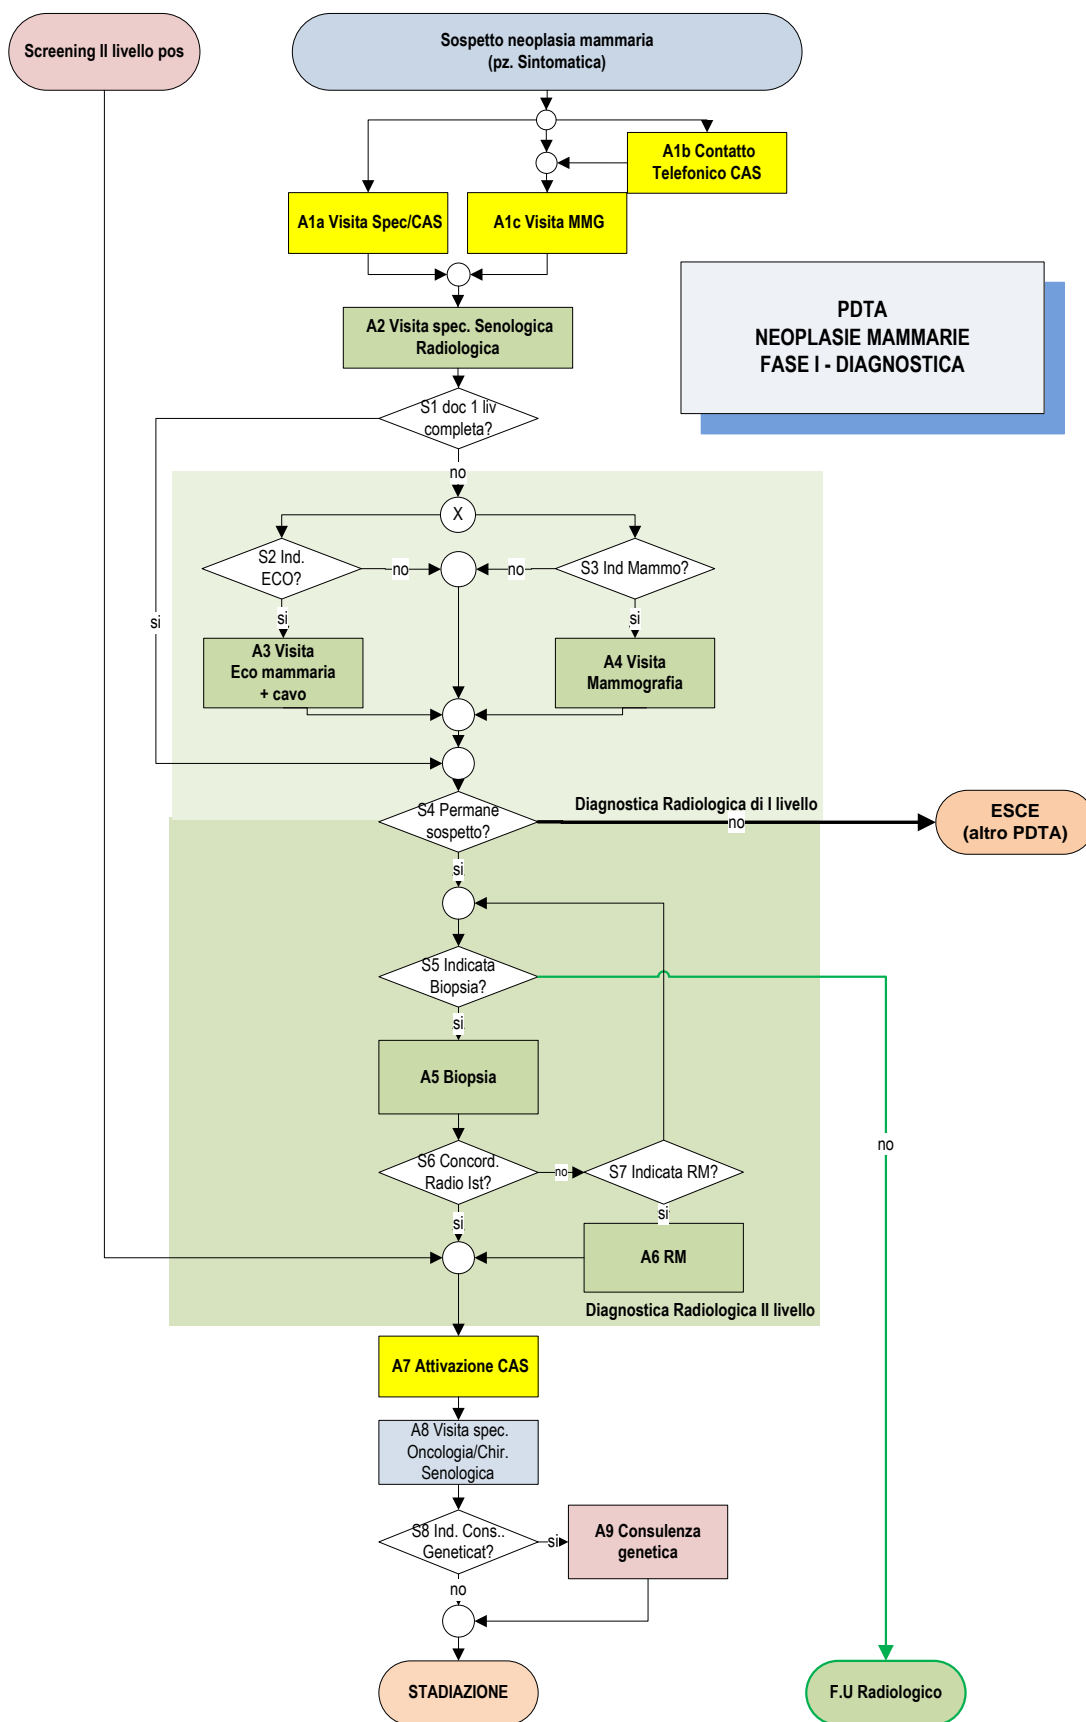 Screening II livello pos
Sospetto neoplasia mammaria
(pz. Sintomatica)
A1b Contatto
Telefonico CAS
A1a Visita Spec/CAS
A1c Visita MMG
PDTA
NEOPLASIE MAMMARIE
FASE I - DIAGNOSTICA
A2 Visita spec. Senologica
Radiologica
S1 doc 1 liv
completa?
no
X
S2 Ind.
ECO?
no
no
S3 Ind Mammo?
si
si
si
A3 Visita
Eco mammaria
+ cavo
A4 Visita
Mammografia
S4 Permane
sospetto?
Diagnostica Radiologica di I livello
no
ESCE
(altro PDTA)
si
S5 Indicata
Biopsia?
si
A5 Biopsia
no
S6 Concord.
Radio Ist?
no
S7 Indicata RM?
si
si
A6 RM
Diagnostica Radiologica II livello
A7 Attivazione CAS
A8 Visita spec.
Oncologia/Chir.
Senologica
S8 Ind. Cons..
Geneticat?
si
A9 Consulenza
genetica
no
STADIAZIONE
F.U Radiologico